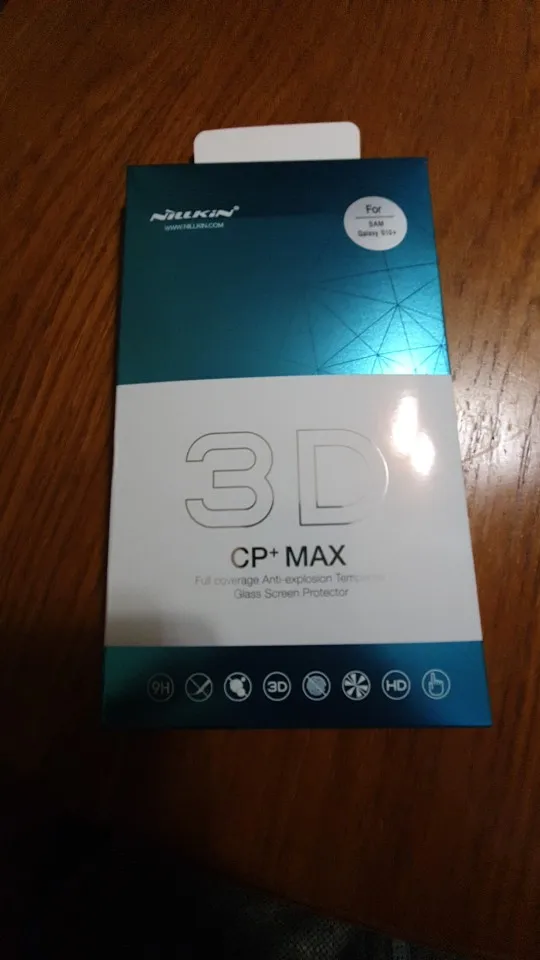 NILLKIN®
WWW.NILLKIN.COM
For
SAM
Galaxy S10+
3D
CP+ MAX
Full coverage Anti-explosion Tempered
Glass Screen Protector
9H
3D
HD